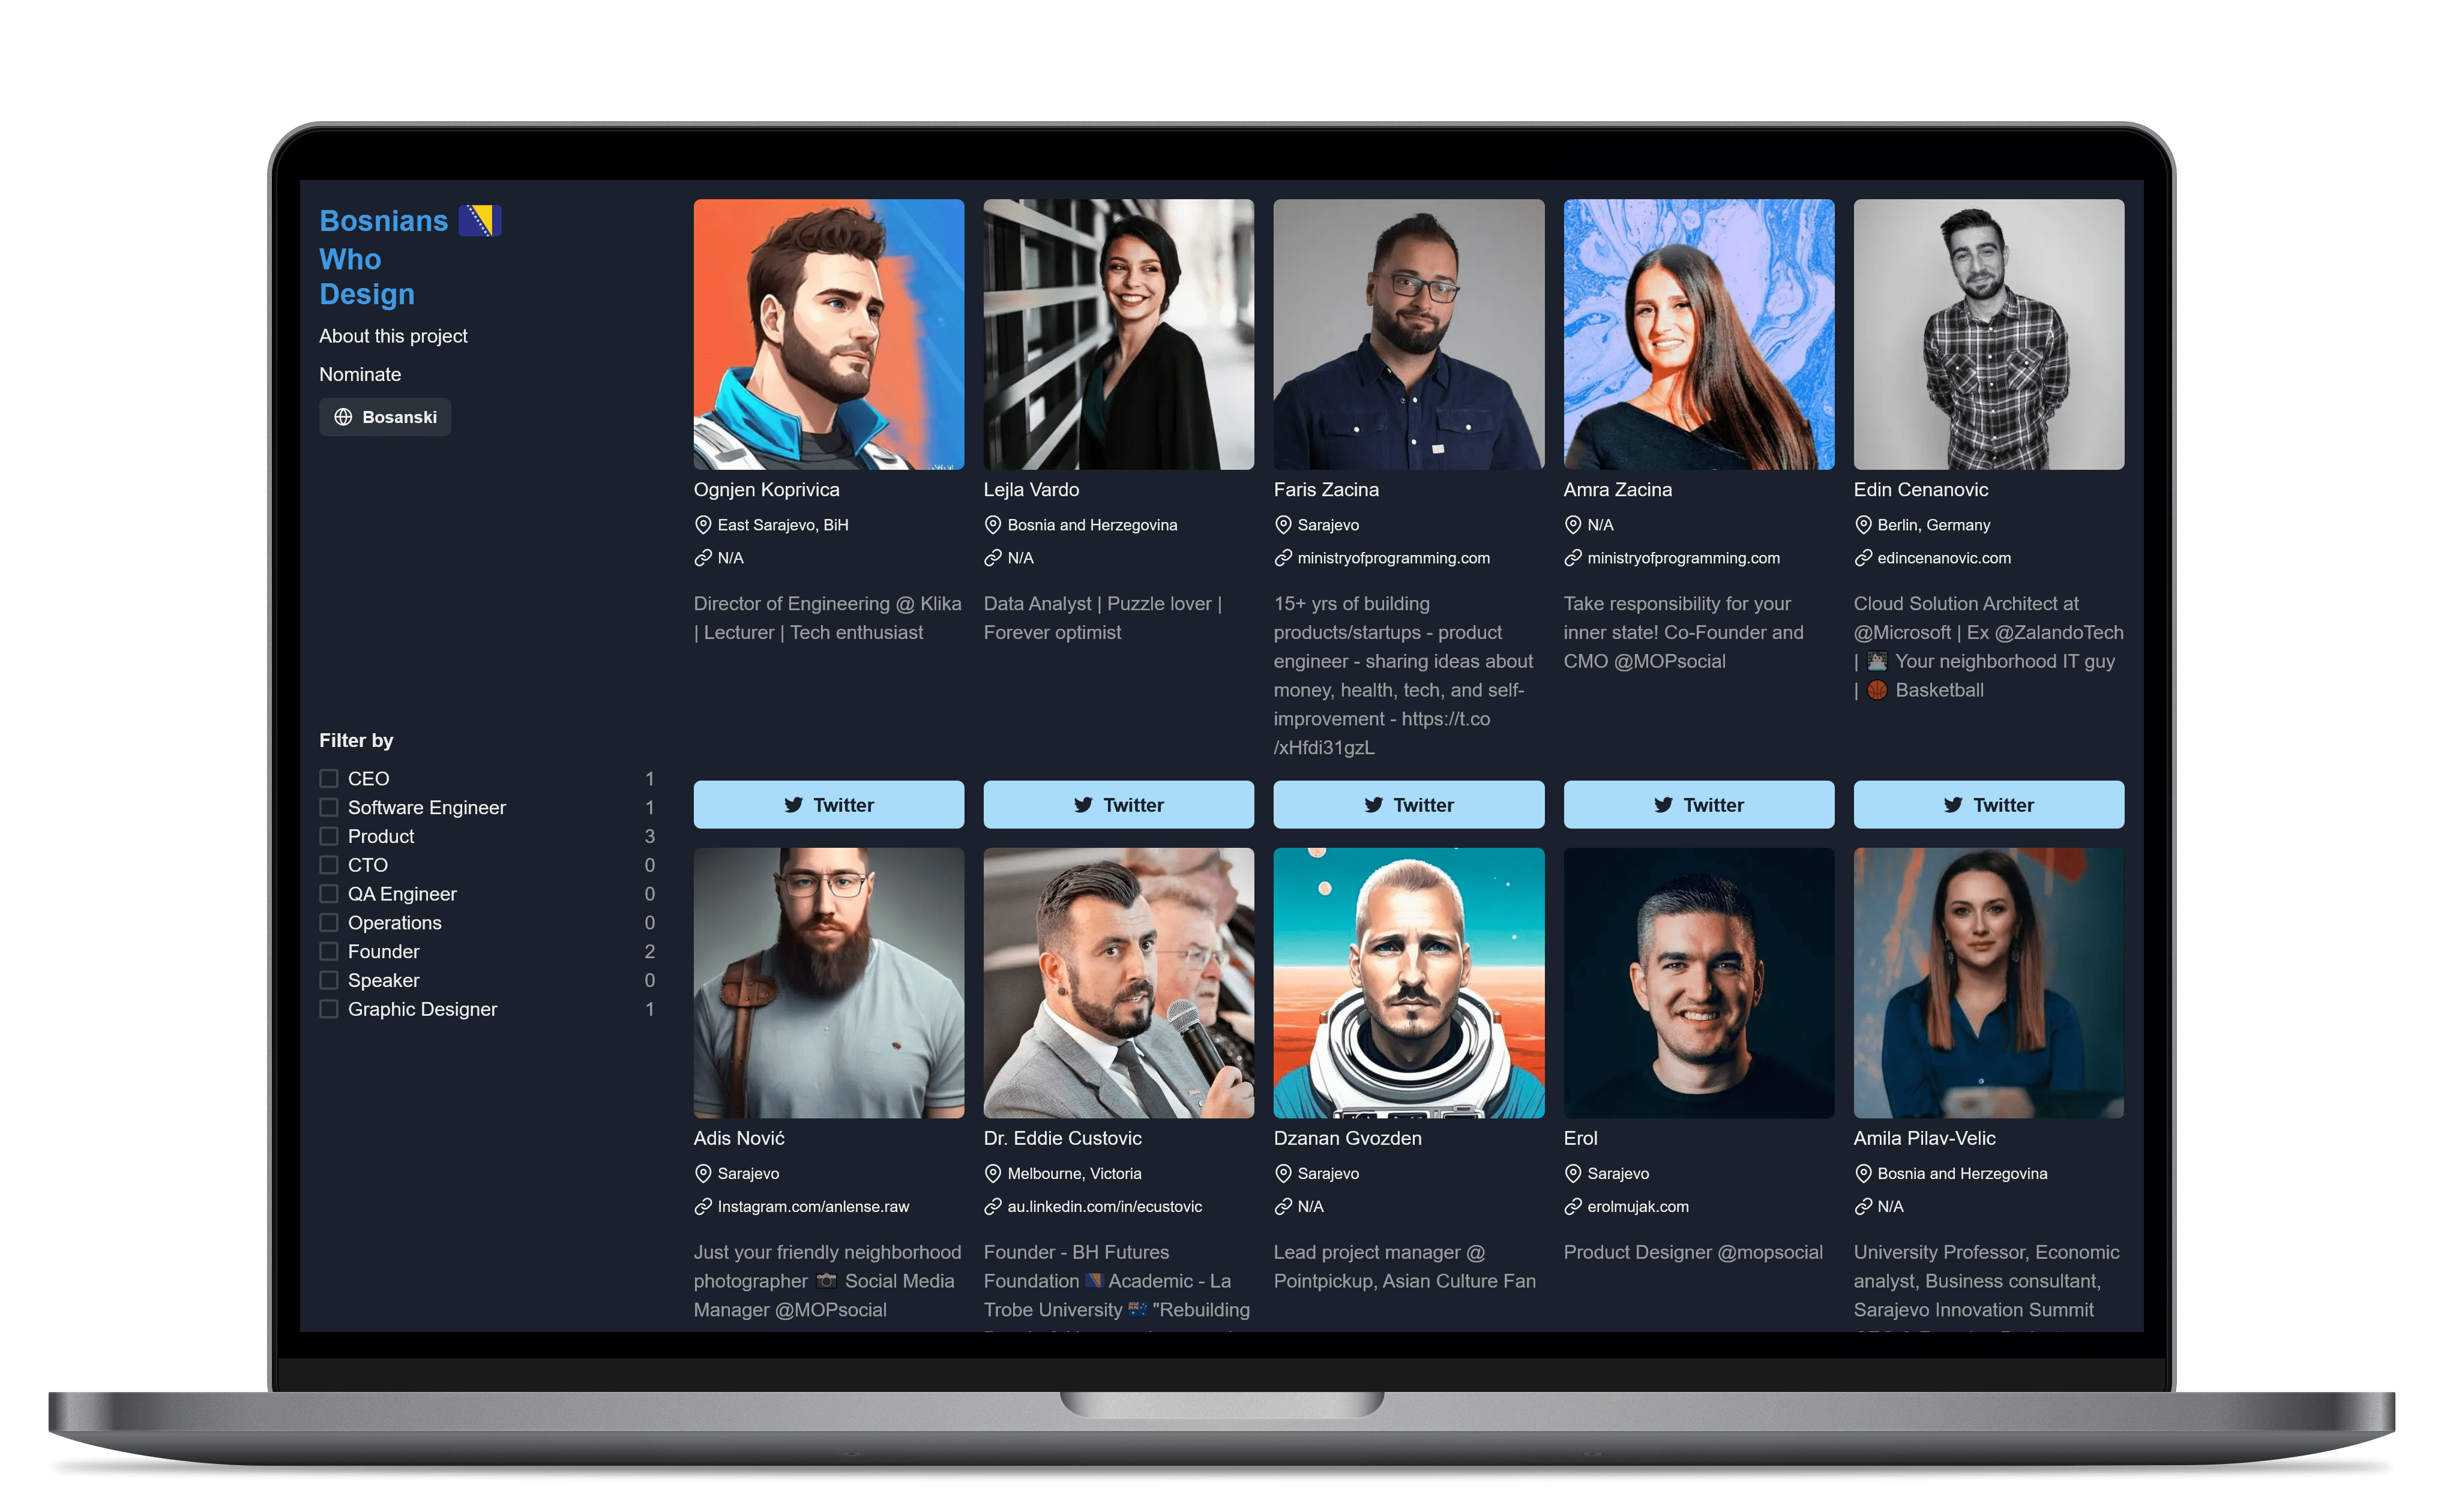 Bosnians
Who
Design
About this project
Nominate
Bosanski
Filter by
CEO 1
Software Engineer 1
Product 3
CTO 0
QA Engineer 0
Operations 0
Founder 2
Speaker 0
Graphic Designer 1
Ognjen Koprivica
East Sarajevo, BiH
N/A
Director of Engineering @ Klika
| Lecturer | Tech enthusiast
Twitter
Lejla Vardo
Bosnia and Herzegovina
N/A
Data Analyst | Puzzle lover |
Forever optimist
Twitter
Faris Zacina
Sarajevo
ministryofprogramming.com
15+ yrs of building
products/startups - product
engineer - sharing ideas about
money, health, tech, and self-
improvement - https://t.co
/xHfdi31gzL
Twitter
Amra Zacina
N/A
ministryofprogramming.com
Take responsibility for your
inner state! Co-Founder and
CMO @MOPsocial
Twitter
Edin Cenanovic
Berlin, Germany
edincenanovic.com
Cloud Solution Architect at
@Microsoft | Ex @ZalandoTech
| 👨🏻‍💻 Your neighborhood IT guy
| 🏀 Basketball
Twitter
Adis Nović
Sarajevo
Instagram.com/anlense.raw
Just your friendly neighborhood
photographer 📷 Social Media
Manager @MOPsocial
Dr. Eddie Custovic
Melbourne, Victoria
au.linkedin.com/in/ecustovic
Founder - BH Futures
Foundation 🇧🇦 Academic - La
Trobe University 🇦🇺 "Rebuilding
Dzanan Gvozden
Sarajevo
N/A
Lead project manager @
Pointpickup, Asian Culture Fan
Erol
Sarajevo
erolmujak.com
Product Designer @mopsocial
Amila Pilav-Velic
Bosnia and Herzegovina
N/A
University Professor, Economic
analyst, Business consultant,
Sarajevo Innovation Summit